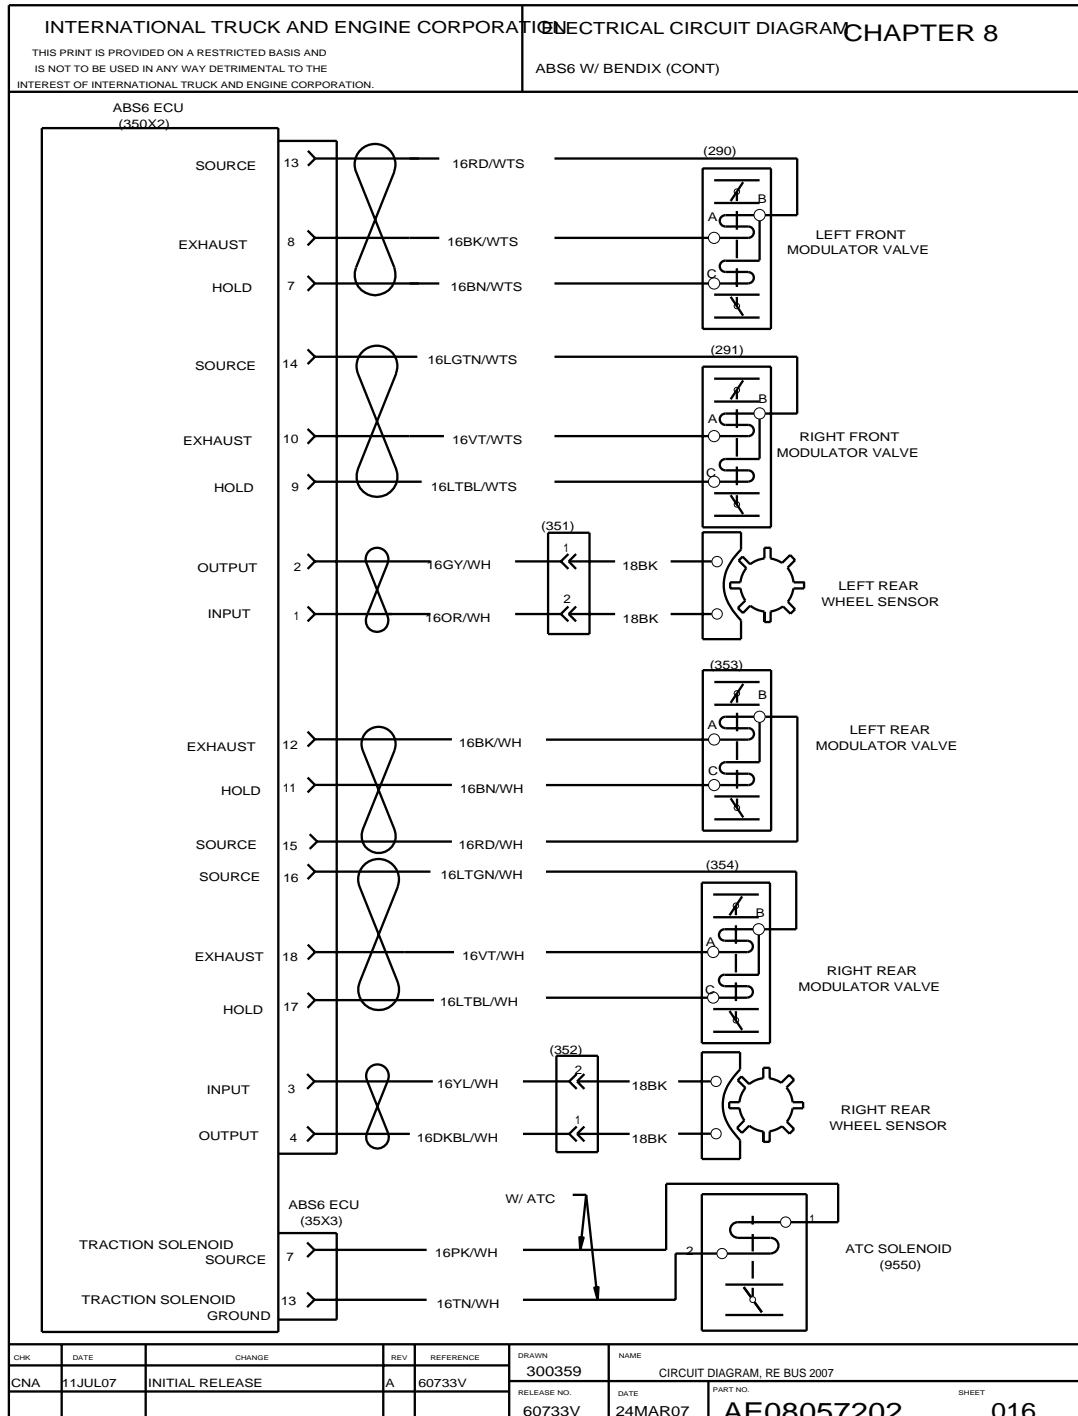 INTERNATIONAL TRUCK AND ENGINE CORPORATION
ELECTRICAL CIRCUIT DIAGRAM
CHAPTER 8
THIS PRINT IS PROVIDED ON A RESTRICTED BASIS AND
IS NOT TO BE USED IN ANY WAY DETRIMENTAL TO THE
INTEREST OF INTERNATIONAL TRUCK AND ENGINE CORPORATION.
ABS6 W/ BENDIX (CONT)
ABS6 ECU
(350X2)
SOURCE 13 16RD/WTS
(290)
B
A
EXHAUST 8 16BK/WTS
LEFT FRONT
MODULATOR VALVE
HOLD 7 16BN/WTS
C
SOURCE 14 16LGTN/WTS
(291)
B
A
EXHAUST 10 16VT/WTS
RIGHT FRONT
MODULATOR VALVE
HOLD 9 16LTBL/WTS
C
(351)
OUTPUT 2 16GY/WH 1 18BK
LEFT REAR
WHEEL SENSOR
INPUT 1 16OR/WH 2 18BK
(353)
B
A
LEFT REAR
MODULATOR VALVE
EXHAUST 12 16BK/WH
HOLD 11 16BN/WH
C
SOURCE 15 16RD/WH
SOURCE 16 16LTGN/WH
(354)
B
A
EXHAUST 18 16VT/WH
RIGHT REAR
MODULATOR VALVE
HOLD 17 16LTBL/WH
C
(352)
INPUT 3 16YL/WH 2 18BK
RIGHT REAR
WHEEL SENSOR
OUTPUT 4 16DKBL/WH 1 18BK
ABS6 ECU
(35X3)
W/ ATC
TRACTION SOLENOID
SOURCE 7 16PK/WH
1
2
ATC SOLENOID
(9550)
TRACTION SOLENOID
GROUND 13 16TN/WH
CHK DATE CHANGE REV REFERENCE
CNA 11JUL07 INITIAL RELEASE A 60733V
DRAWN
300359
NAME
CIRCUIT DIAGRAM, RE BUS 2007
RELEASE NO.
60733V
DATE
24MAR07
PART NO.
AE08057202
SHEET
016